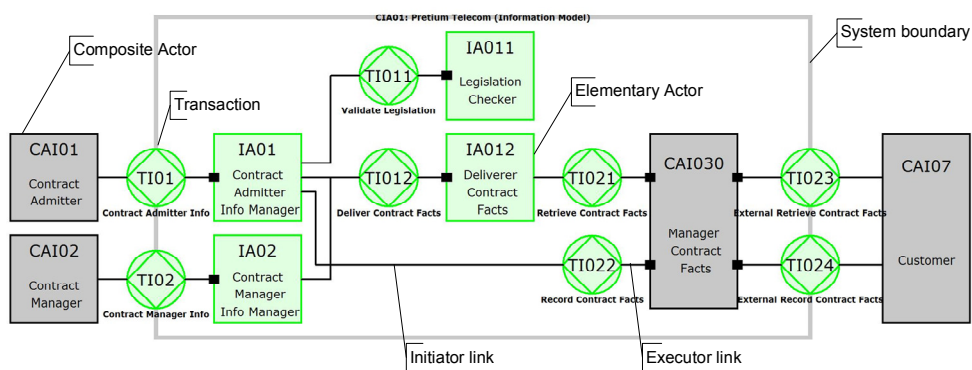 CIA01: Pretium Telecom (Information Model)
Composite Actor
System boundary
IA011
TI011
Legislation
Checker
Validate Legislation
Transaction
Elementary Actor
CAI01
Contract
Admitter
TI01
Contract Admitter Info
IA01
Contract
Admitter
Info Manager
TI012
Deliver Contract Facts
IA012
Deliverer
Contract
Facts
TI021
Retrieve Contract Facts
CAI030
Manager
Contract
Facts
TI023
External Retrieve Contract Facts
CAI07
Customer
CAI02
Contract
Manager
TI02
Contract Manager Info
IA02
Contract
Manager
Info Manager
TI022
Record Contract Facts
TI024
External Record Contract Facts
Initiator link
Executor link